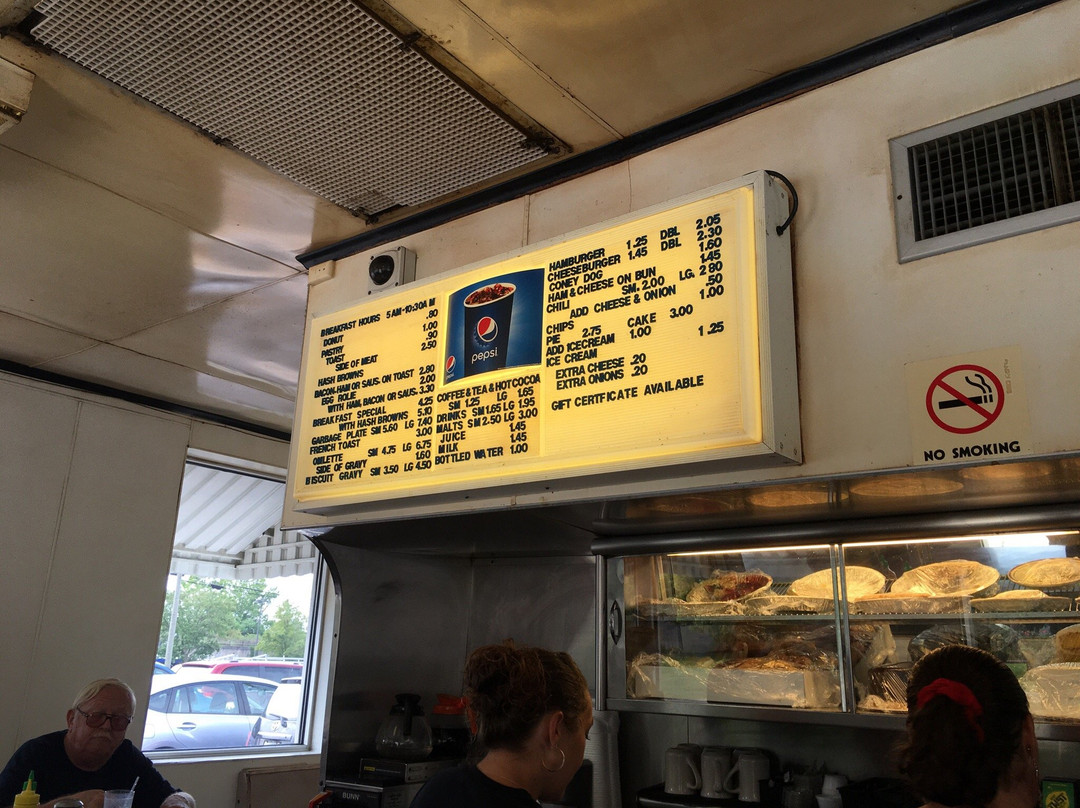 BREAKFAST HOURS 5AM-10:30AM
DONUT .80
PASTRY 1.00
TOAST .90
SIDE OF MEAT 2.50
HASH BROWNS 2.80
BACON-HAM OR SAUS. ON TOAST
EGG ROLIE 2.00
WITH HAM, BACON OR SAUS. 3.30
BREAKFAST SPECIAL 4.25
WITH HASH BROWNS 5.10
GARBAGE PLATE SM 5.60 LG 7.40
FRENCH TOAST 3.00
OMLETTE SM 4.75 LG 6.75
SIDE OF GRAVY 1.60
BISCUIT GRAVY SM 3.50 LG 4.50
pepsi
COFFEE & TEA & HOT COCOA
SM 1.25 LG 1.65
DRINKS SM 1.65 LG 1.95
MALTS SM 2.50 LG 3.00
JUICE 1.45
MILK 1.45
BOTTLED WATER 1.00
HAMBURGER 1.25 DBL 2.05
CHEESEBURGER 1.45 DBL 2.30
CONEY DOG 1.60
HAM & CHEESE ON BUN 1.45
CHILI SM. 2.00 LG. 2 80
ADD CHEESE & ONION .50
CHIPS 1.00
PIE 2.75 CAKE 3.00
ADD ICECREAM 1.00
ICE CREAM 1 25
EXTRA CHEESE .20
EXTRA ONIONS .20
GIFT CERTFICATE AVAILABLE
NO SMOKING
BUNN